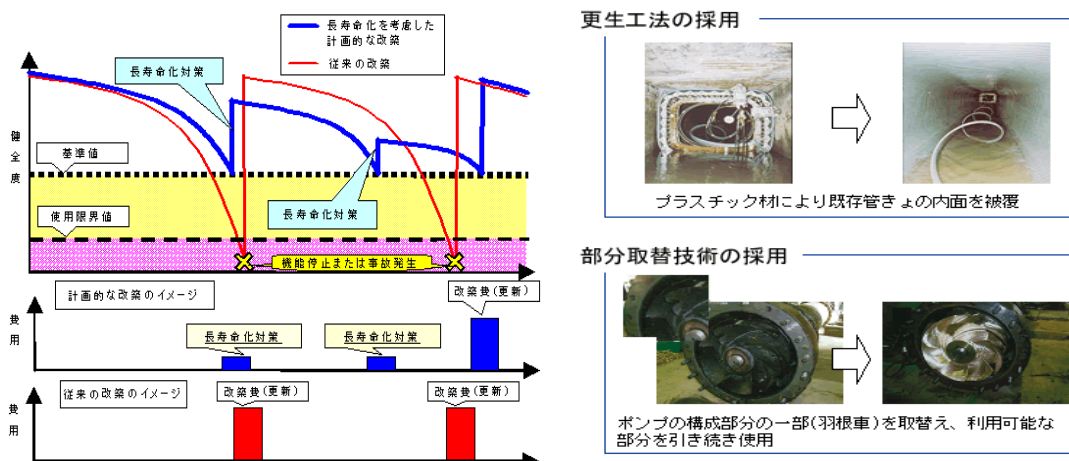 長寿命化を考慮した
計画的な改築
従来の改築
長寿命化対策
健全度
基準値
使用限界値
長寿命化対策
機能停止または事故発生
計画的な改築のイメージ
改築費(更新)
費用
長寿命化対策
長寿命化対策
従来の改築のイメージ
改築費(更新)
改築費(更新)
費用
更生工法の採用
プラスチック材により既存管きょの内面を被覆
部分取替技術の採用
ポンプの構成部分の一部(羽根車)を取替え、利用可能な
部分を引き続き使用